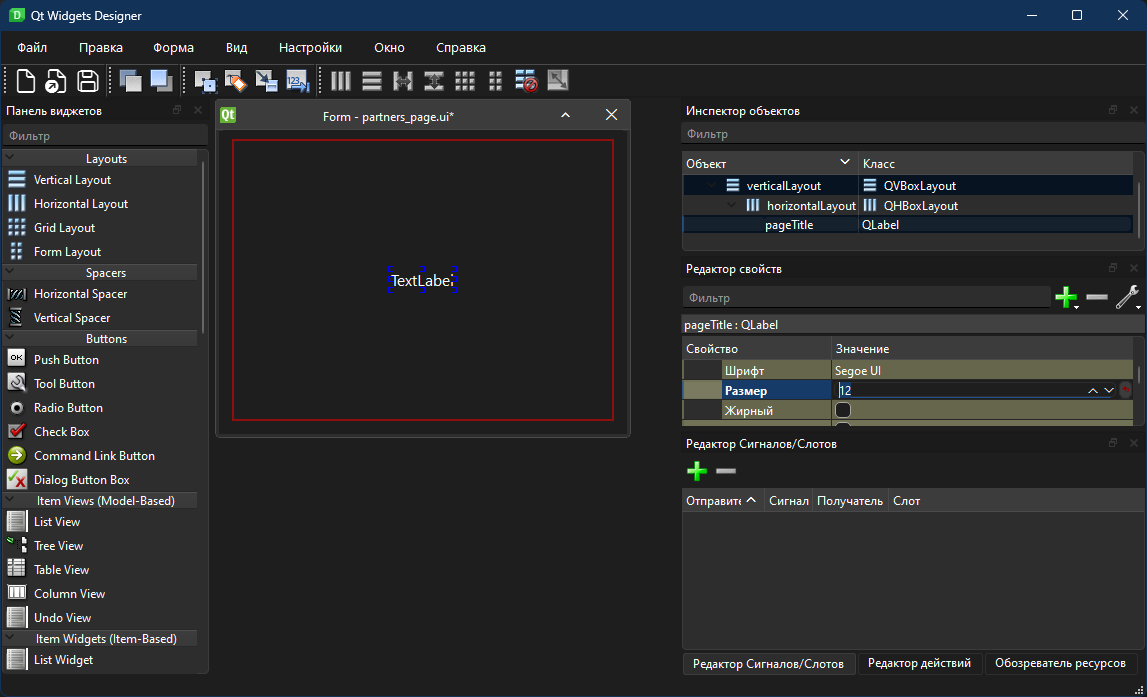 Qt Widgets Designer
Файл Правка Форма Вид Настройки Окно Справка
123
Панель виджетов
Фильтр
Layouts
Vertical Layout
Horizontal Layout
Grid Layout
Form Layout
Spacers
Horizontal Spacer
Vertical Spacer
Buttons
OK Push Button
Tool Button
Radio Button
Check Box
Command Link Button
Dialog Button Box
Item Views (Model-Based)
List View
Tree View
Table View
Column View
Undo View
Item Widgets (Item-Based)
List Widget
Qt Form - partners_page.ui*
TextLabel
Инспектор объектов
Фильтр
Объект Класс
verticalLayout QVBoxLayout
horizontalLayout QHBoxLayout
pageTitle QLabel
Редактор свойств
Фильтр
pageTitle : QLabel
Свойство Значение
Шрифт Segoe UI
Размер 12
Жирный
Редактор Сигналов/Слотов
Отправите Сигнал Получатель Слот
Редактор Сигналов/Слотов Редактор действий Обозреватель ресурсов